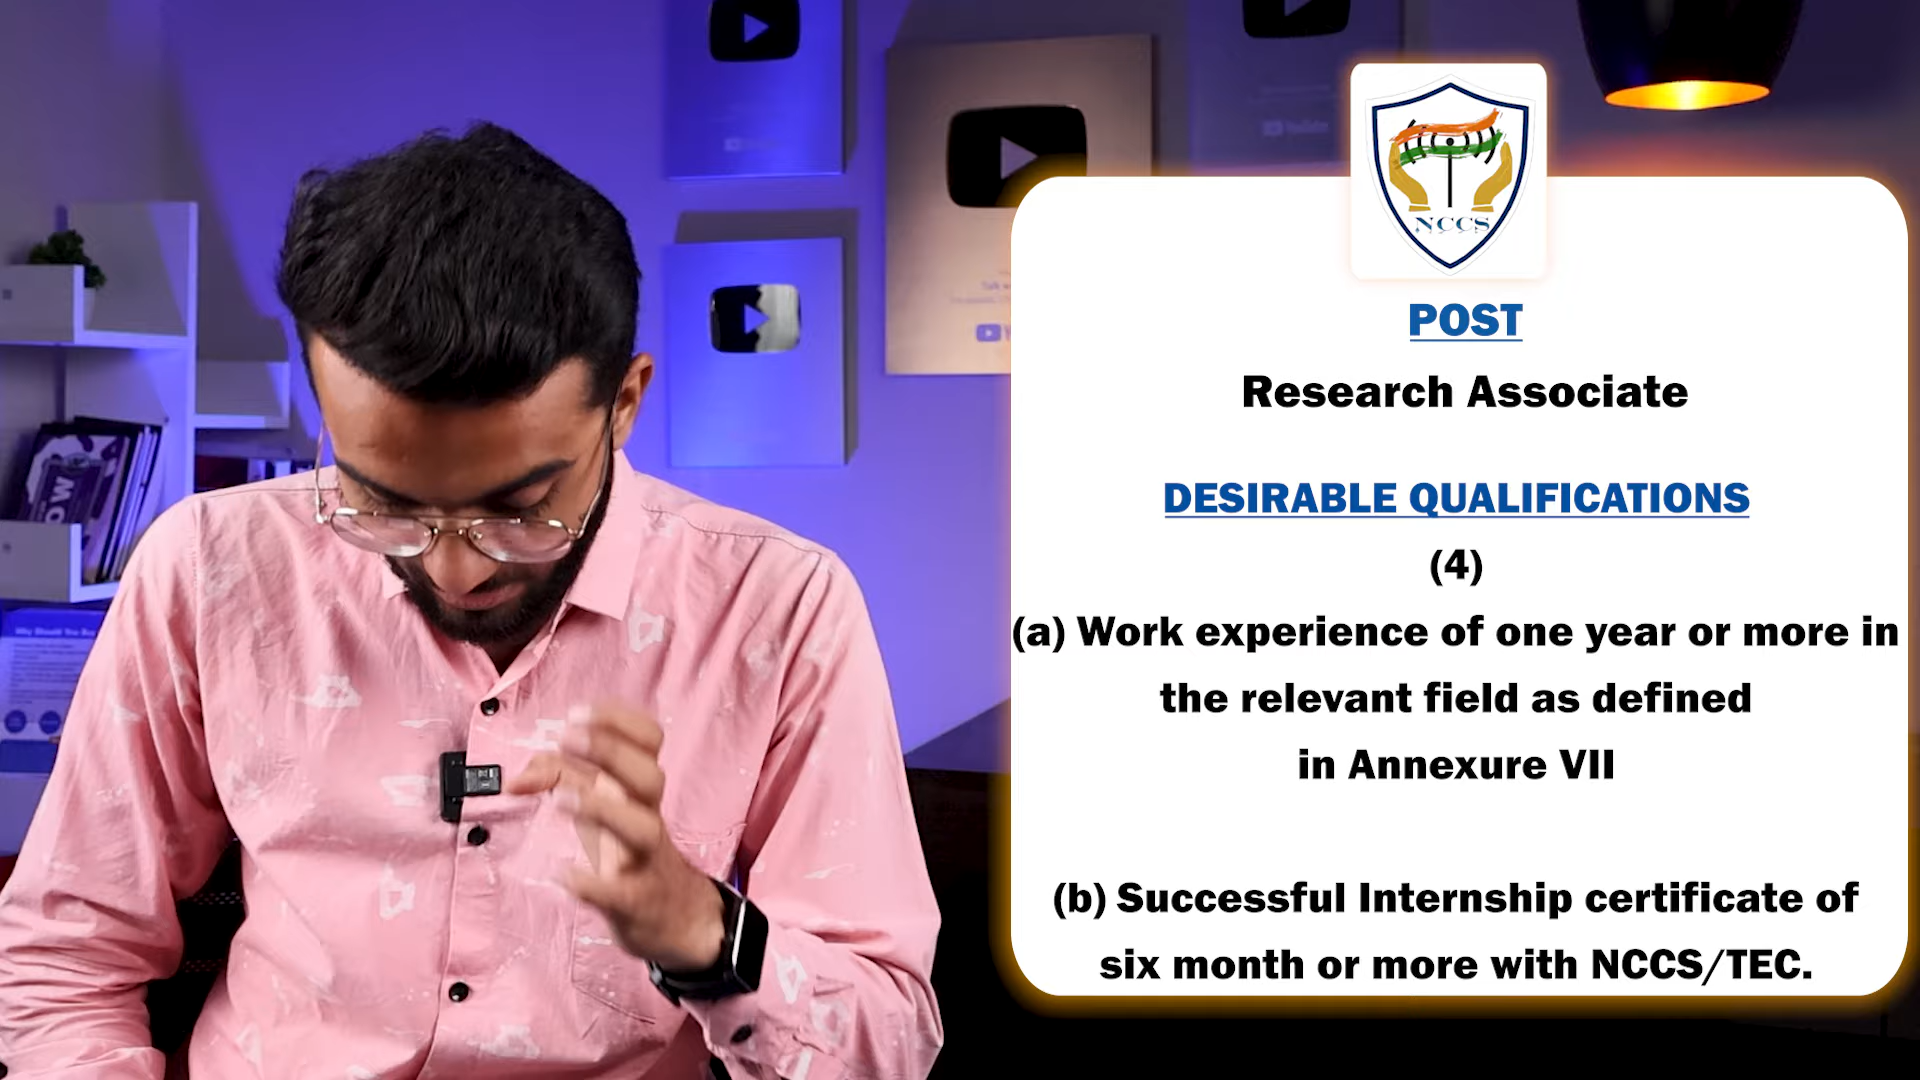 NCCS
POST
Research Associate
DESIRABLE QUALIFICATIONS
(4)
(a) Work experience of one year or more in
the relevant field as defined
in Annexure VII
(b) Successful Internship certificate of
six month or more with NCCS/TEC.